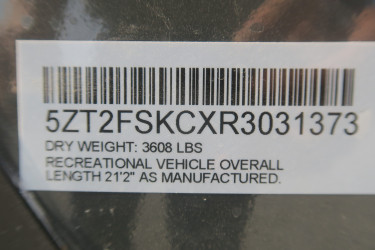 5ZT2FSKCXR3031373
DRY WEIGHT: 3608 LBS
RECREATIONAL VEHICLE OVERALL
LENGTH 21'2" AS MANUFACTURED.